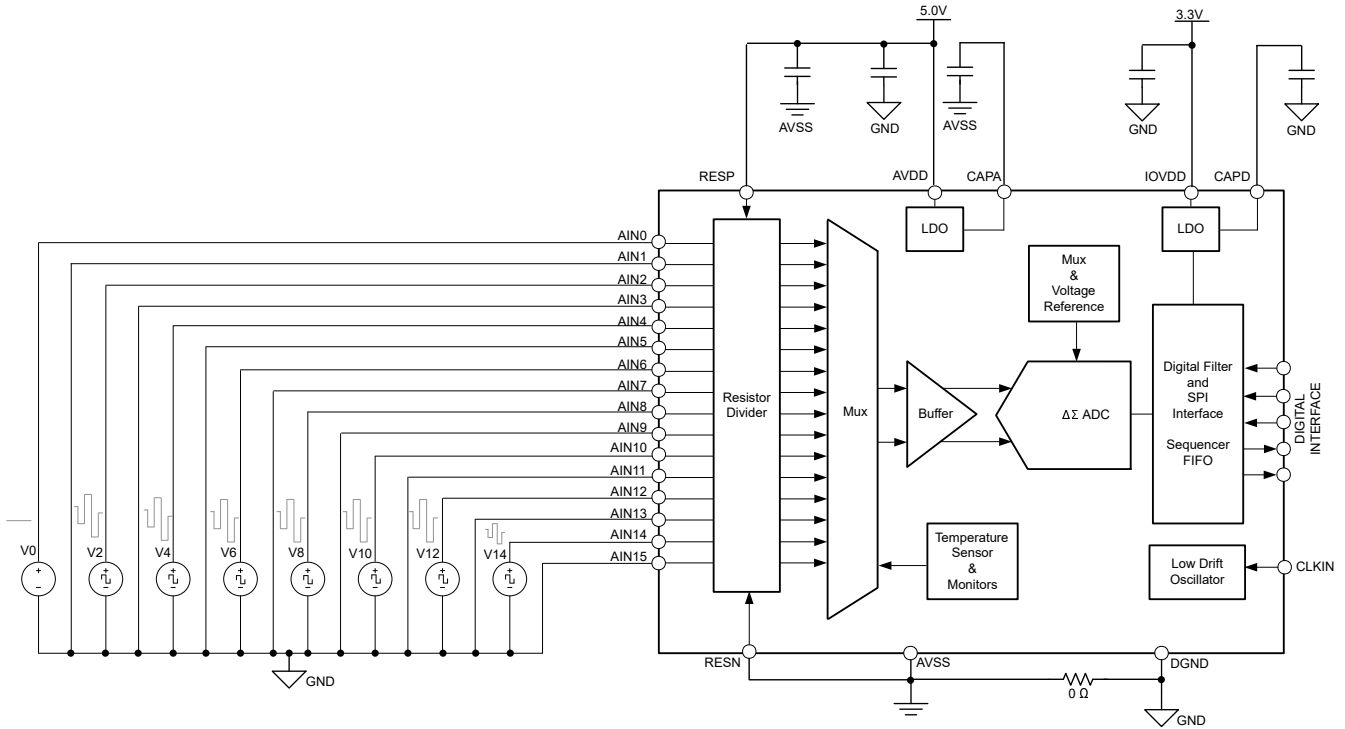 5.0V
3.3V
AVSS
GND
AVSS
GND
GND
RESP
AVDD
CAPA
IOVDD
CAPD
LDO
LDO
AIN0
AIN1
AIN2
AIN3
AIN4
AIN5
AIN6
AIN7
AIN8
AIN9
AIN10
AIN11
AIN12
AIN13
AIN14
AIN15
Mux
&
Voltage
Reference
Resistor
Divider
Mux
Buffer
ΔΣ ADC
Digital Filter
and
SPI
Interface
Sequencer
FIFO
DIGITAL
INTERFACE
V0
V2
V4
V6
V8
V10
V12
V14
Temperature
Sensor
&
Monitors
Low Drift
Oscillator
CLKIN
GND
RESN
AVSS
DGND
0 Ω
GND